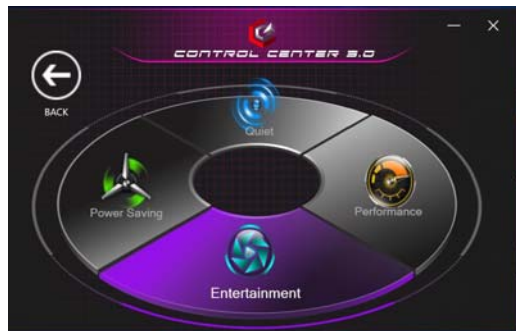 CONTROL CENTER 3.0
BACK
Quiet
Power Saving
Performance
Entertainment